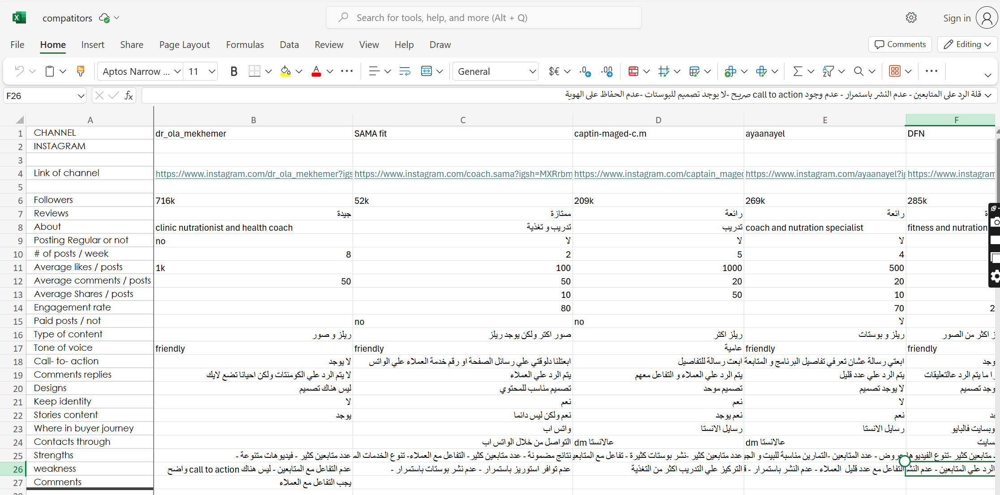 compatitors
Search for tools, help, and more (Alt + Q)
Sign in
File Home Insert Share Page Layout Formulas Data Review View Help Draw
Comments Editing
Aptos Narrow ... 11 B A General $€
F26 fx قلة الرد على المتابعين - عدم النشر باستمرار - عدم وجود call to action صريح -لا يوجد تصميم للبوستات -عدم الحفاظ على الهوية
A B C D E F
1 CHANNEL dr_ola_mekhemer SAMA fit captin-maged-c.m ayaanayel DFN
2 INSTAGRAM
3
4 Link of channel https://www.instagram.com/dr_ola_mekhemer?igs https://www.instagram.com/coach.sama?igsh=MXRrbm https://www.instagram.com/captain_maged https://www.instagram.com/ayaanayel?ig https://www.instagram
5
6 Followers 716k 52k 209k 269k 285k
7 Reviews جيدة ممتازة رائعة رائعة ة
8 About clinic nutrationist and health coach تدريب و تغذية تدريب coach and nutration specialist fitness and nutration
9 Posting Regular or not no لا لا لا
10 # of posts / week 8 2 5 4
11 Average likes / posts 1k 100 1000 500
12 Average comments / posts 50 50 20 20
13 Average Shares / posts 10 50 10
14 Engagement rate 80 70 2
15 Paid posts / not no no لا
16 Type of content ريلز و صور صور اكتر ولكن يوجد ريلز ريلز اكتر ريلز و بوستات ز اكثر من الصور
17 Tone of voice friendly friendly عامية friendly friendly
18 Call- to- action لا يوجد ابعتلنا دلوقتي علي رسائل الصفحة او رقم خدمة العملاء علي الواتس ابعت رسالة للتفاصيل ابعتي رسالة عشان تعرفي تفاصيل البرنامج و المتابعة وجد
19 Comments replies لا يتم الرد علي الكومنتات ولكن احيانا تضع لايك يتم الرد علي العملاء يتم الرد علي العملاء و التفاعل معهم يتم الرد علي عدد قليل را ما يتم الرد عالتعليقات
20 Designs ليس هناك تصميم تصميم مناسب للمحتوي تصميم موحد لا يوجد تصميم وجد تصميم
21 Keep identity لا نعم نعم لا
22 Stories content يوجد نعم ولكن ليس دائما نعم يوجد نعم جد
23 Where in buyer journey واتس اب رسايل الانستا رسايل الانستا وبسايت فالبايو
24 Contacts through التواصل من خلال الواتس اب dm عالانستا dm عالانستا سايت
25 Strengths عدد متابعين كثير - فيديوهات متنوعة - نتائج مضمونة - عدد متابعين كثير - التفاعل مع العملاء- تنوع الخدمات عدد متابعين كثير -نشر بوستات كثيرة - تفاعل مع المتابعي عروض - عدد المتابعين -التمارين مناسبة للبيت و الجي متابعين كثير -تنوع الفيديوها
26 weakness عدم التفاعل مع المتابعين - ليس هناك call to action واضح عدم توافر استوريز باستمرار - عدم نشر بوستات باستمرار - التركيز علي التدريب اكثر من التغذية التفاعل مع عدد قليل العملاء - عدم النشر باستمرار - ق الرد علي المتابعين - عدم النش
27 Comments يجب التفاعل مع العملاء